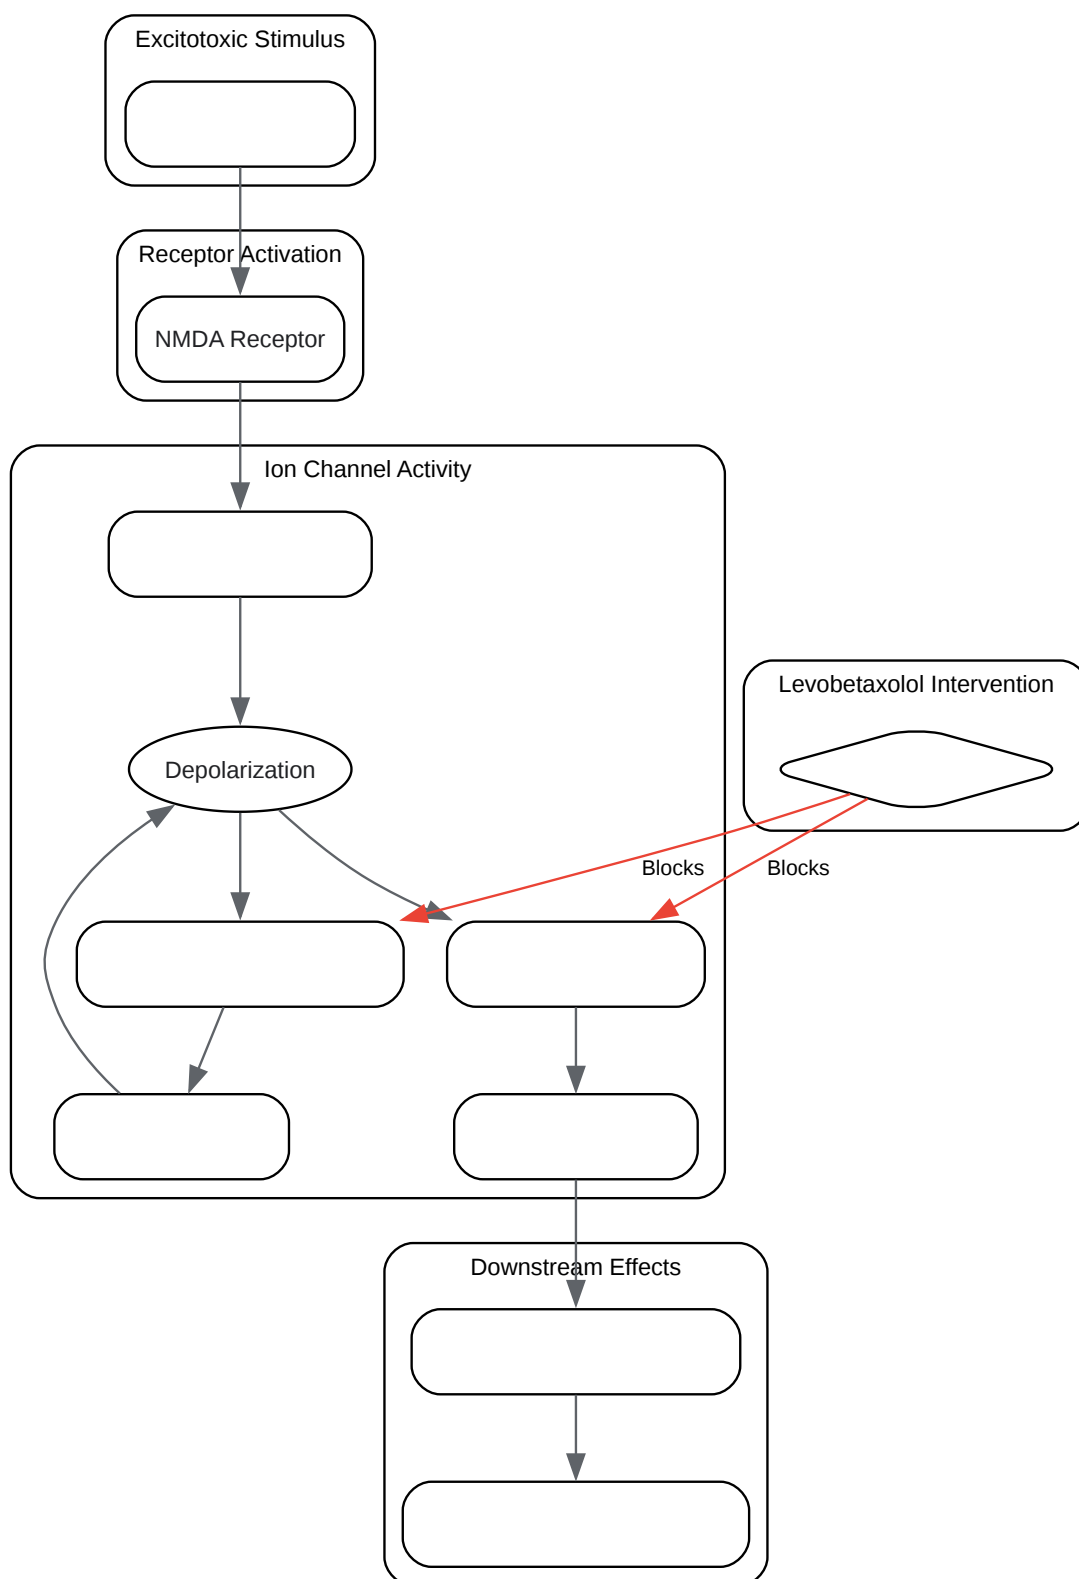 Excitotoxic Stimulus
Receptor Activation
NMDA Receptor
Ion Channel Activity
Levobetaxolol Intervention
Depolarization
Blocks
Blocks
Downstream Effects